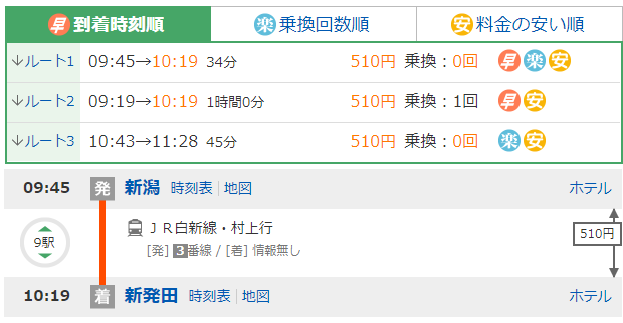 早 到着時刻順 楽 乗換回数順 安 料金の安い順
↓ルート1 09:45→10:19 34分 510円 乗換：0回 早 楽 安
↓ルート2 09:19→10:19 1時間0分 510円 乗換：1回 早 安
↓ルート3 10:43→11:28 45分 510円 乗換：0回 楽 安
09:45 発 新潟 時刻表 | 地図 ホテル
ＪＲ白新線・村上行
9駅 510円
[発] 3番線 / [着] 情報無し
10:19 着 新発田 時刻表 | 地図 ホテル